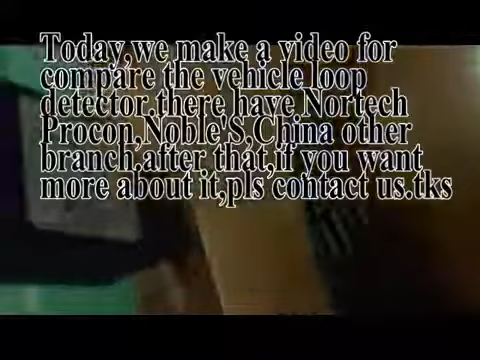 Today,we make a video for
compare the vehicle loop
detector,there have Nortech
Procon,Noble'S,China other
branch,after that,if you want
more about it,pls contact us.tks